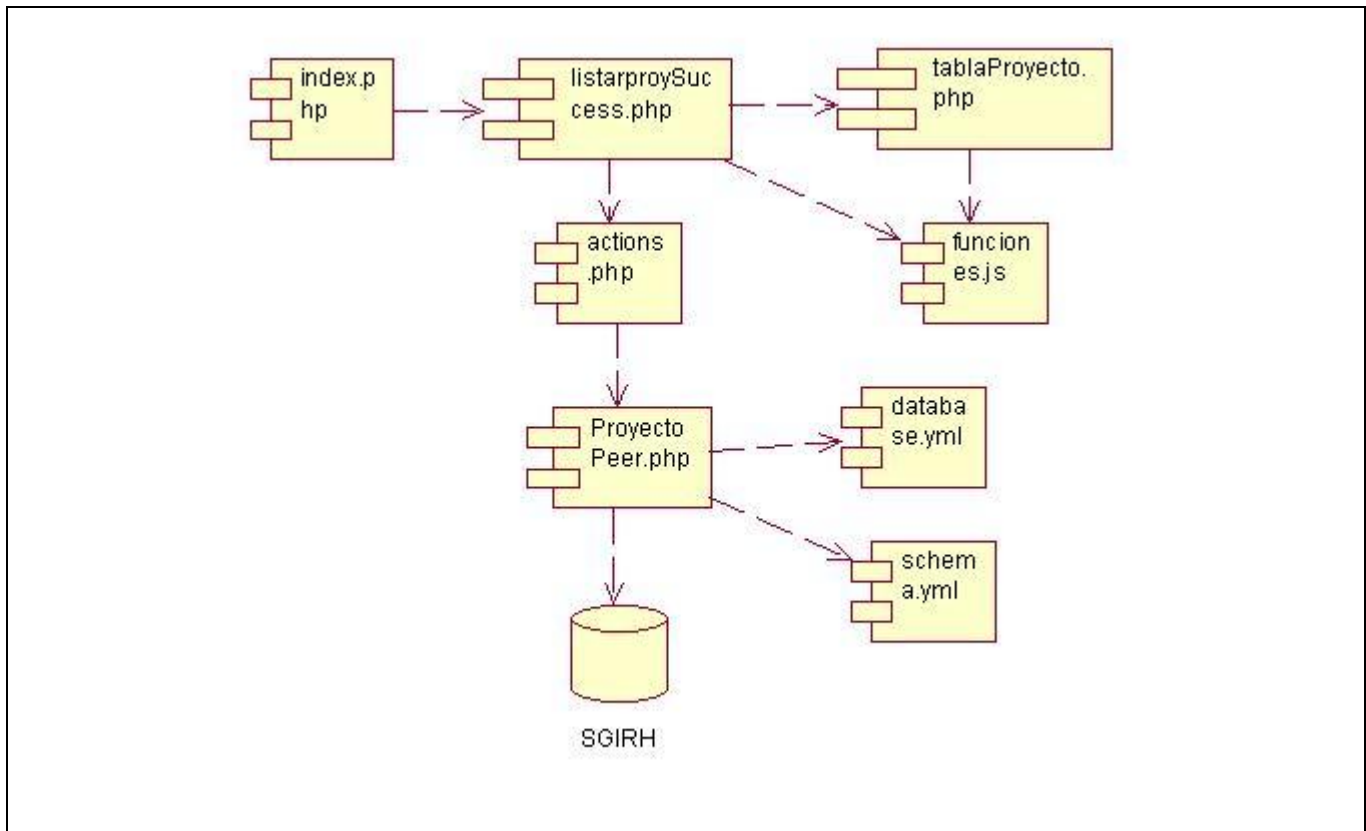 index.p
hp
listarproySuc
cess.php
tablaProyecto.
php
actions
.php
funcion
es.js
Proyecto
Peer.php
databa
se.yml
schem
a.yml
SGIRH